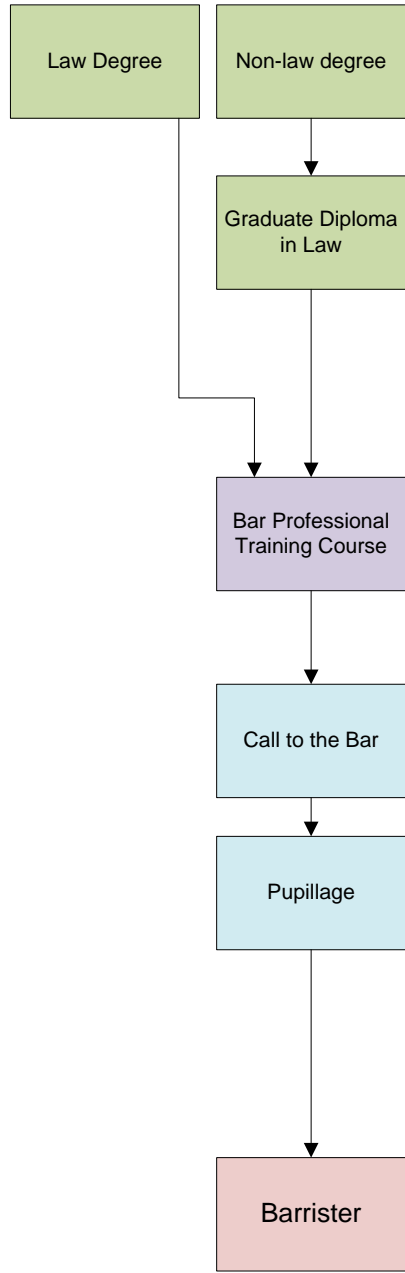 Law Degree
Non-law degree
Graduate Diploma
in Law
Bar Professional
Training Course
Call to the Bar
Pupillage
Barrister